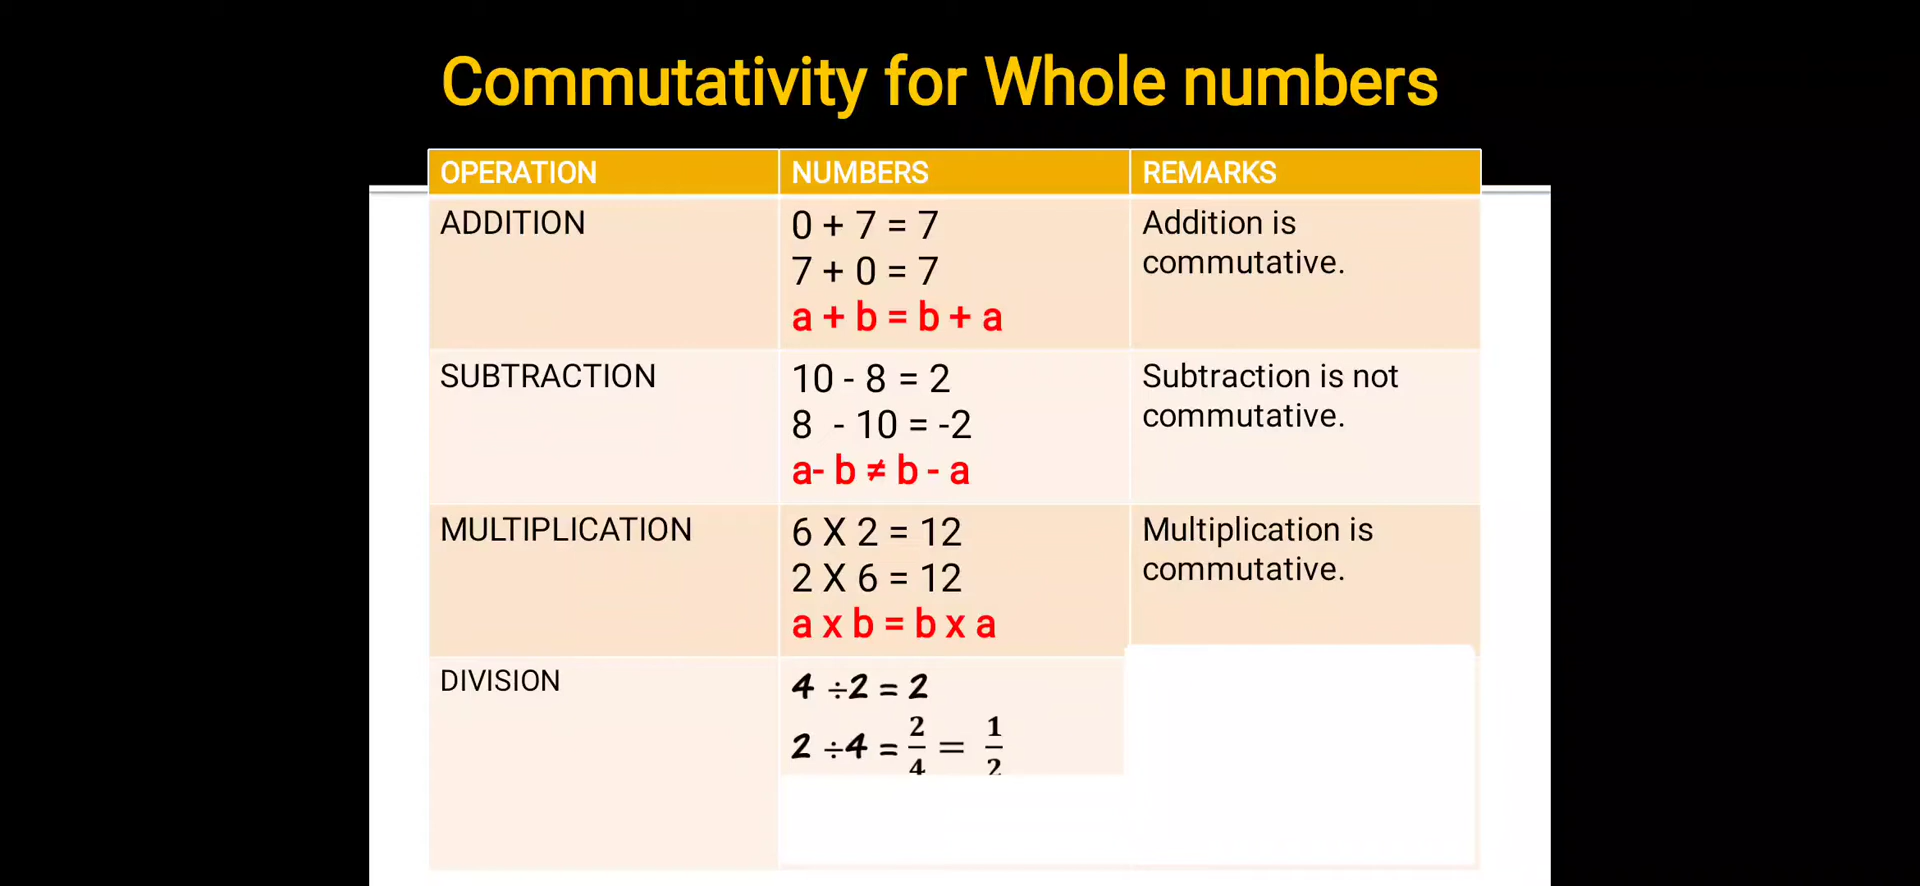 Commutativity for Whole numbers
OPERATION NUMBERS REMARKS
ADDITION
0 + 7 = 7
7 + 0 = 7
a + b = b + a
Addition is
commutative.
SUBTRACTION
10 - 8 = 2
8 - 10 = -2
a- b ≠ b - a
Subtraction is not
commutative.
MULTIPLICATION
6 X 2 = 12
2 X 6 = 12
a x b = b x a
Multiplication is
commutative.
DIVISION
4 ÷2 = 2
2 ÷4 = 2/4 = 1/2